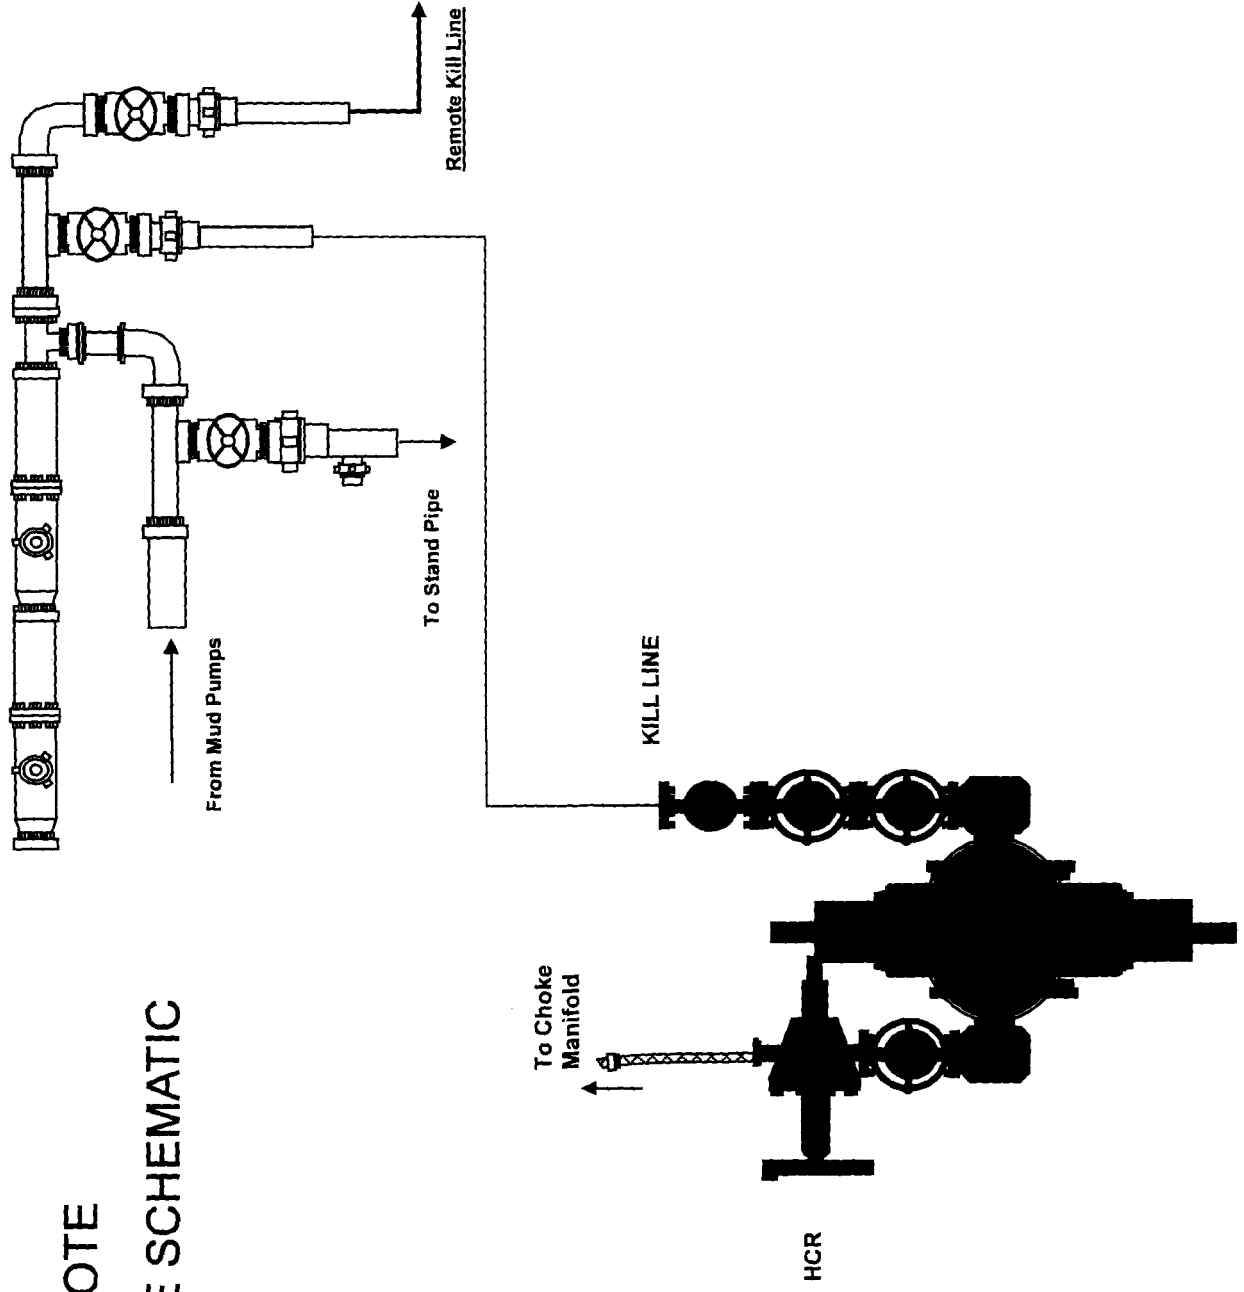 OTE
E SCHEMATIC
Remote Kill Line
To Stand Pipe
From Mud Pumps
KILL LINE
To Choke
Manifold
HCR